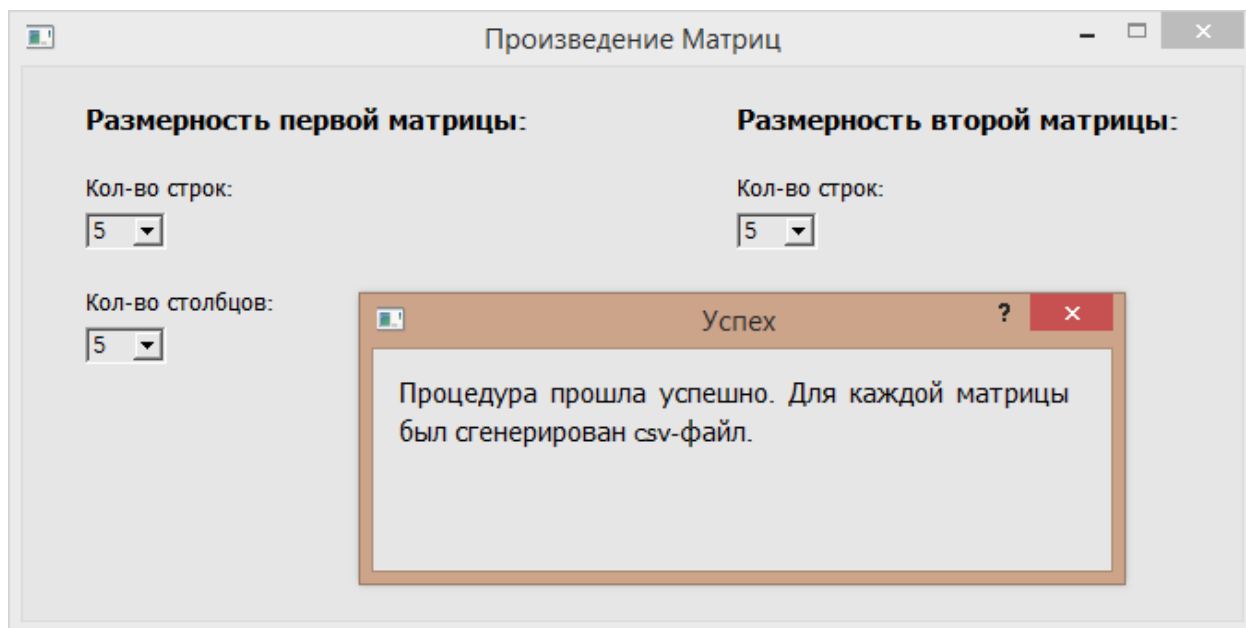 Произведение Матриц
Размерность первой матрицы:
Размерность второй матрицы:
Кол-во строк:
Кол-во строк:
5
5
Кол-во столбцов:
5
Успех
?
Процедура прошла успешно. Для каждой матрицы
был сгенерирован csv-файл.